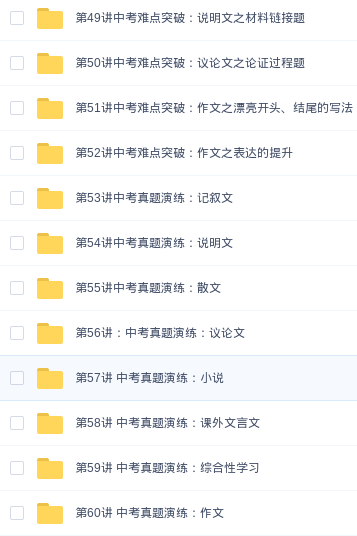 第49讲中考难点突破：说明文之材料链接题
第50讲中考难点突破：议论文之论证过程题
第51讲中考难点突破：作文之漂亮开头、结尾的写法
第52讲中考难点突破：作文之表达的提升
第53讲中考真题演练：记叙文
第54讲中考真题演练：说明文
第55讲中考真题演练：散文
第56讲：中考真题演练：议论文
第57讲 中考真题演练：小说
第58讲 中考真题演练：课外文言文
第59讲 中考真题演练：综合性学习
第60讲 中考真题演练：作文